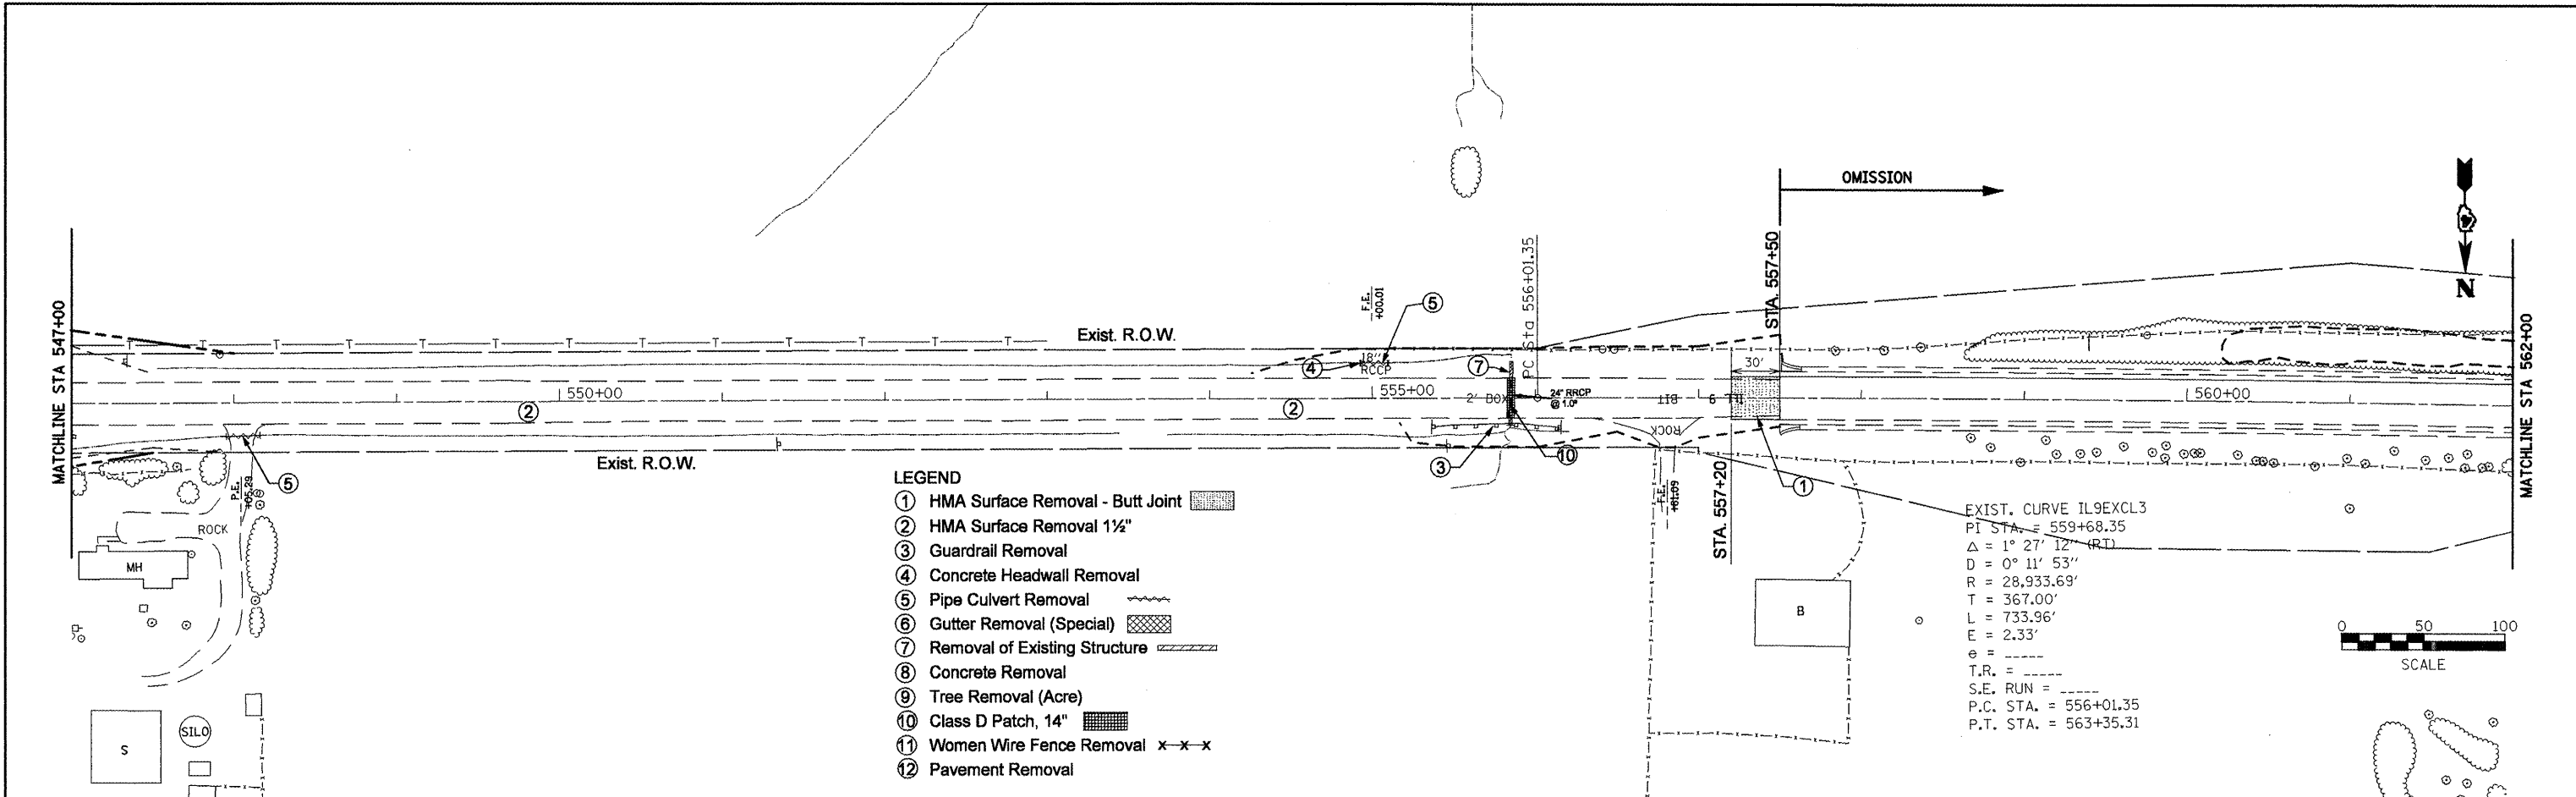 OMISSION
N
MATCHLINE STA 547+00
Exist. R.O.W.
F.E.
+00.01
5
PC Sta 556+01.35
STA. 557+50
MATCHLINE STA 562+00
4
18"
RCCP
7
30'
550+00
555+00
560+00
2
2
2' BOX
24" RRCP
@ 1.0%
BIT
IL 9
ROCK
Exist. R.O.W.
3
10
1
5
P.E.
+05.29
F.E.
+81.09
STA. 557+20
ROCK
MH
S
SILO
B
LEGEND
1 HMA Surface Removal - Butt Joint
2 HMA Surface Removal 1½"
3 Guardrail Removal
4 Concrete Headwall Removal
5 Pipe Culvert Removal
6 Gutter Removal (Special)
7 Removal of Existing Structure
8 Concrete Removal
9 Tree Removal (Acre)
10 Class D Patch, 14"
11 Women Wire Fence Removal x-x-x
12 Pavement Removal
EXIST. CURVE IL9EXCL3
PI STA. = 559+68.35
Δ = 1° 27' 12" (RT)
D = 0° 11' 53"
R = 28,933.69'
T = 367.00'
L = 733.96'
E = 2.33'
e = _____
T.R. = _____
S.E. RUN = _____
P.C. STA. = 556+01.35
P.T. STA. = 563+35.31
0 50 100
SCALE